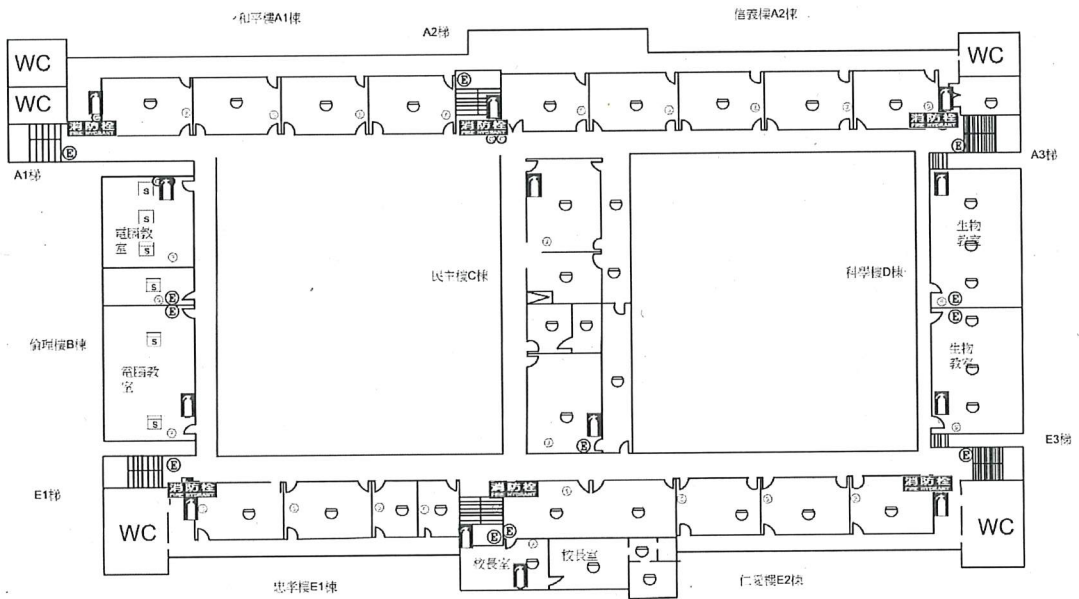 和平樓A1棟
信義樓A2棟
A2梯
WC
WC
WC
消防栓
消防栓
消防栓
E
E
E
A1梯
A3梯
S
S
電腦教
室
S
S
E
E
生物
教室
E
E
民主樓C棟
科學樓D棟
倫理樓B棟
S
電腦教
室
S
生物
教室
E
E3梯
E
E
E1梯
消防栓
消防栓
消防栓
WC
WC
E
E
校長室
校長室
忠孝樓E1棟
仁愛樓E2棟